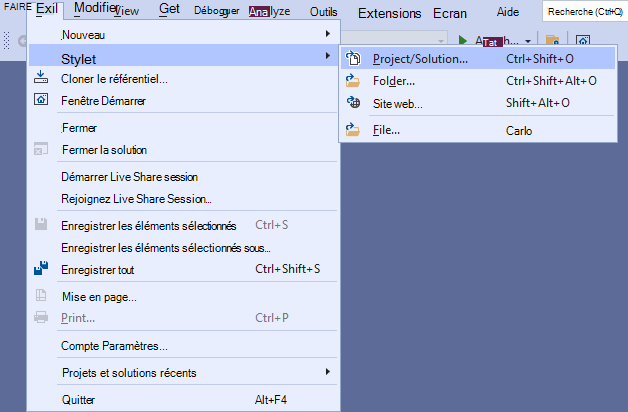 FAIRE Exil Modifier View Get Déboguer Analyze Outils Extensions Ecran Aide Recherche (Ctrl+Q)
Nouveau
Stylet
Cloner le référentiel...
Fenêtre Démarrer
Fermer
Fermer la solution
Démarrer Live Share session
Rejoignez Live Share Session...
Enregistrer les éléments sélectionnés Ctrl+S
Enregistrer les éléments sélectionnés sous...
Enregistrer tout Ctrl+Shift+S
Mise en page...
Print... Ctrl+P
Compte Paramètres...
Projets et solutions récents
Quitter Alt+F4
Tat
Project/Solution... Ctrl+Shift+O
Folder... Ctrl+Shift+Alt+O
Site web... Shift+Alt+O
File... Carlo